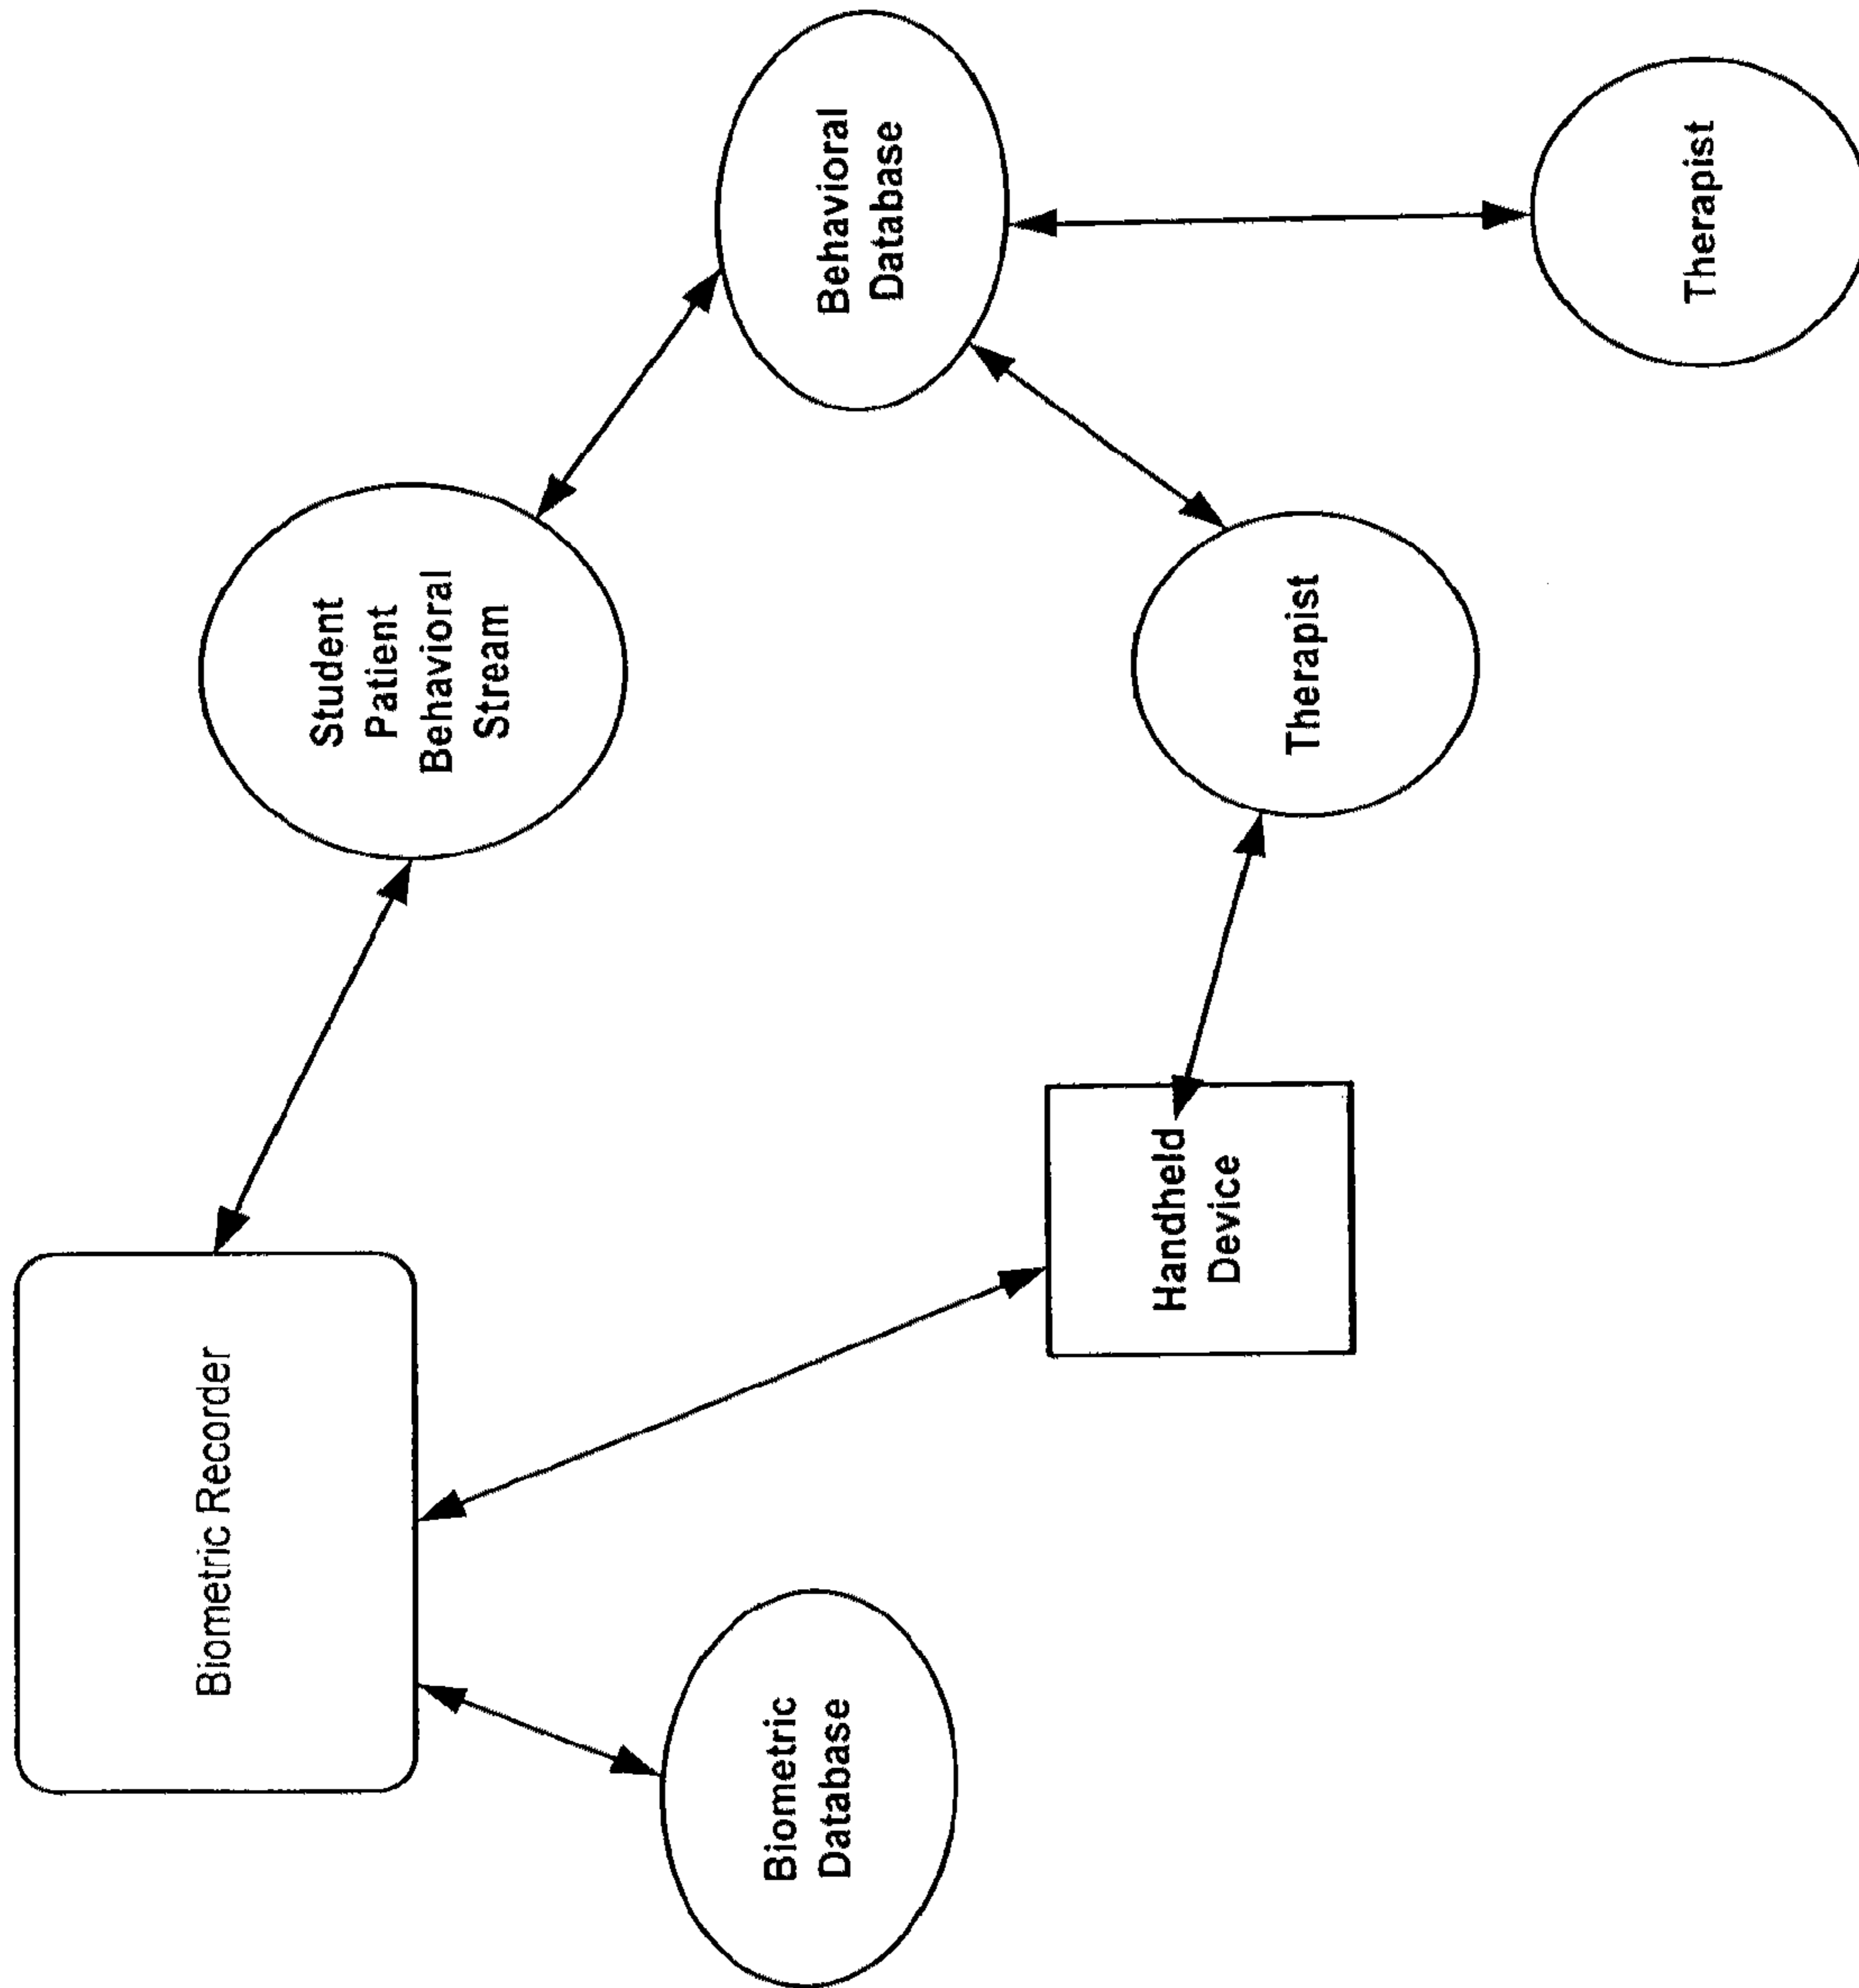 Biometric Recorder
Student
Patient
Behavioral
Stream
Biometric
Database
Behavioral
Database
Handheld
Device
Therapist
Therapist